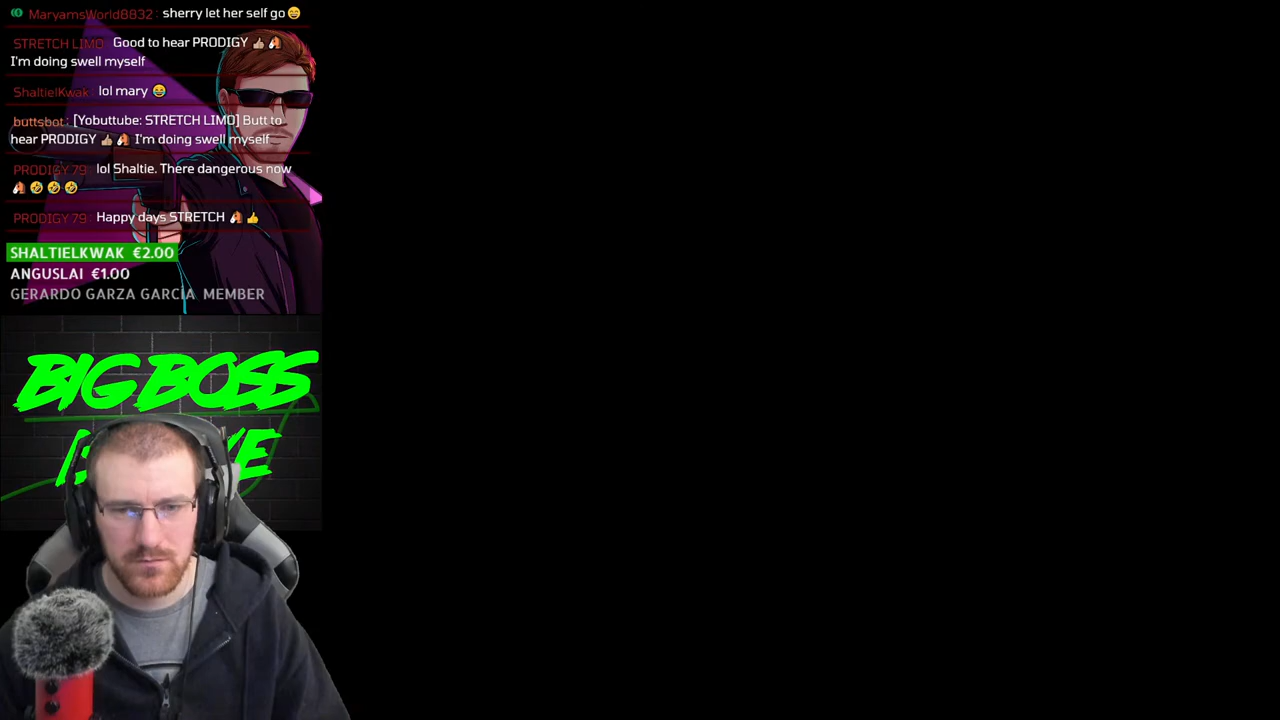 MaryamsWorld8832 : sherry let her self go😄
STRETCH LIMO Good to hear PRODIGY 👍🏼 🐴
I'm doing swell myself
ShaltielKwak lol mary 😂
buttsbot : [Yobuttube: STRETCH LIMO] Butt to
hear PRODIGY 👍🏼 🐴 I'm doing swell myself
PRODIGY 79 lol Shaltie. There dangerous now
🐴 🤣 🤣 🤣
PRODIGY 79 : Happy days STRETCH 🐴 👍
SHALTIELKWAK €2.00
ANGUSLAI €1.00
GERARDO GARZA GARCÍA MEMBER
BIG BOSS